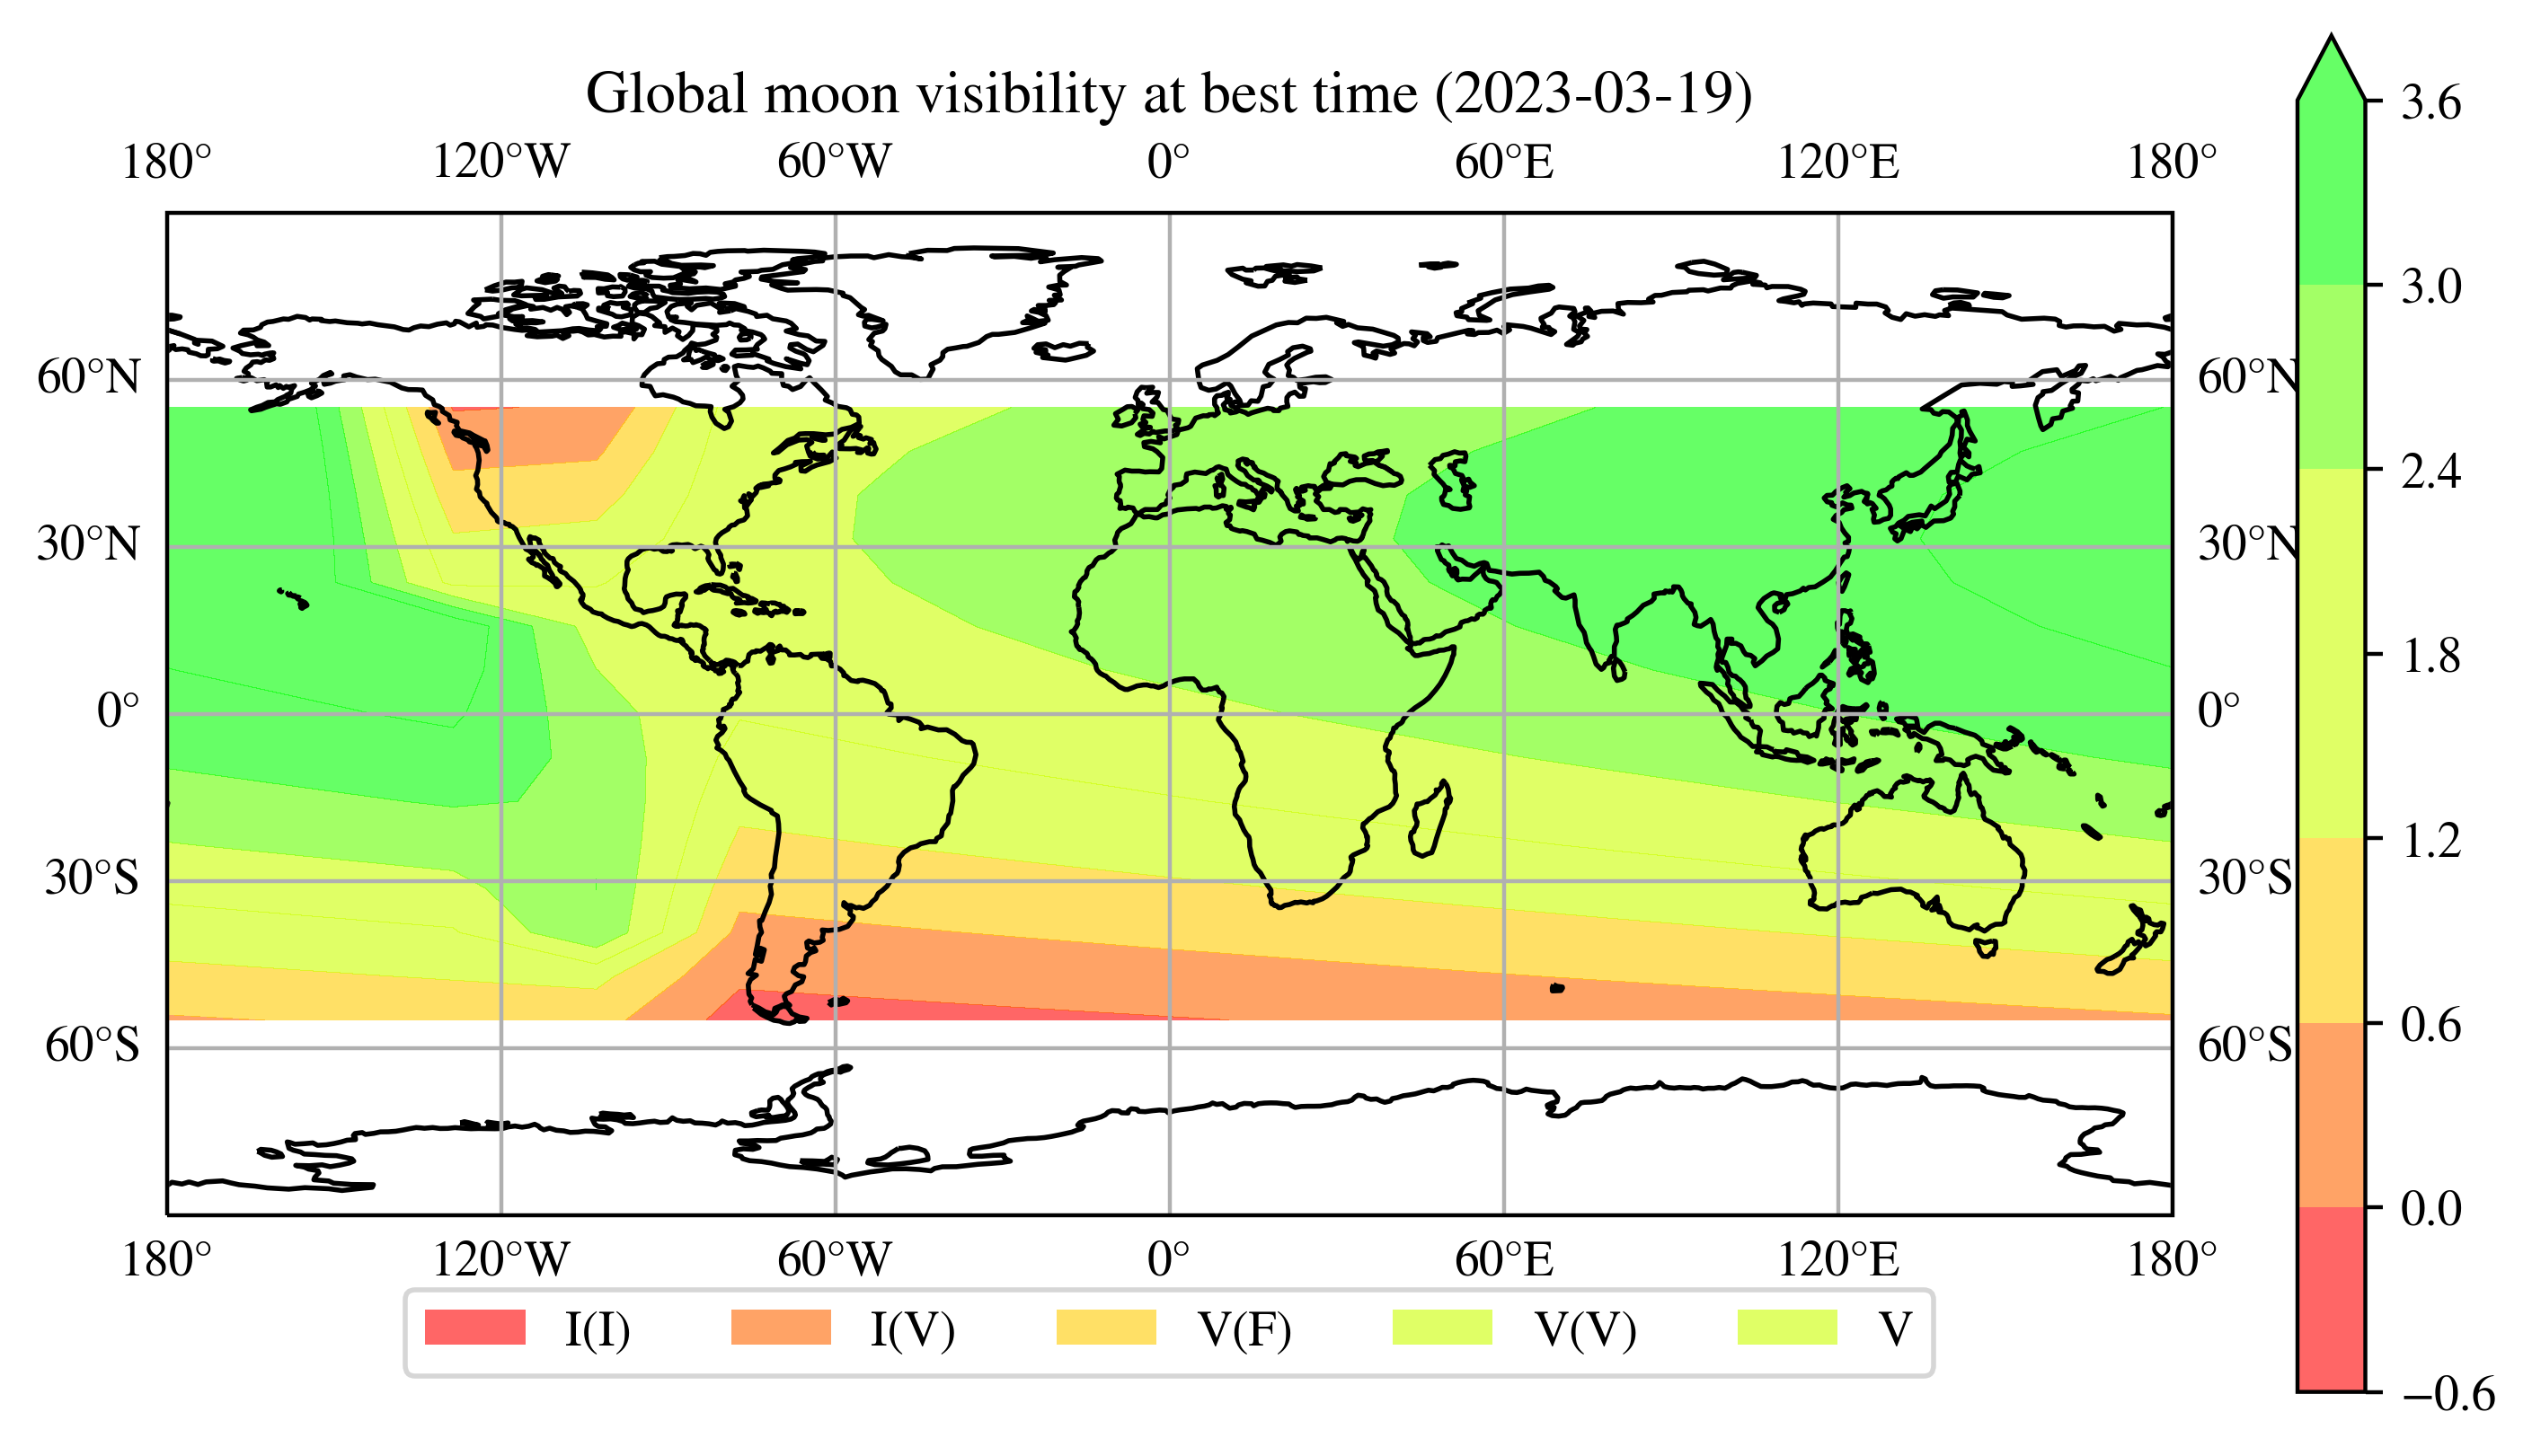 Global moon visibility at best time (2023-03-19)
180° 120°W 60°W 0° 60°E 120°E 180°
3.6
3.0
60°N 60°N
2.4
30°N 30°N
1.8
0° 0°
1.2
30°S 30°S
0.6
60°S 60°S
0.0
180° 120°W 60°W 0° 60°E 120°E 180°
I(I) I(V) V(F) V(V) V
−0.6